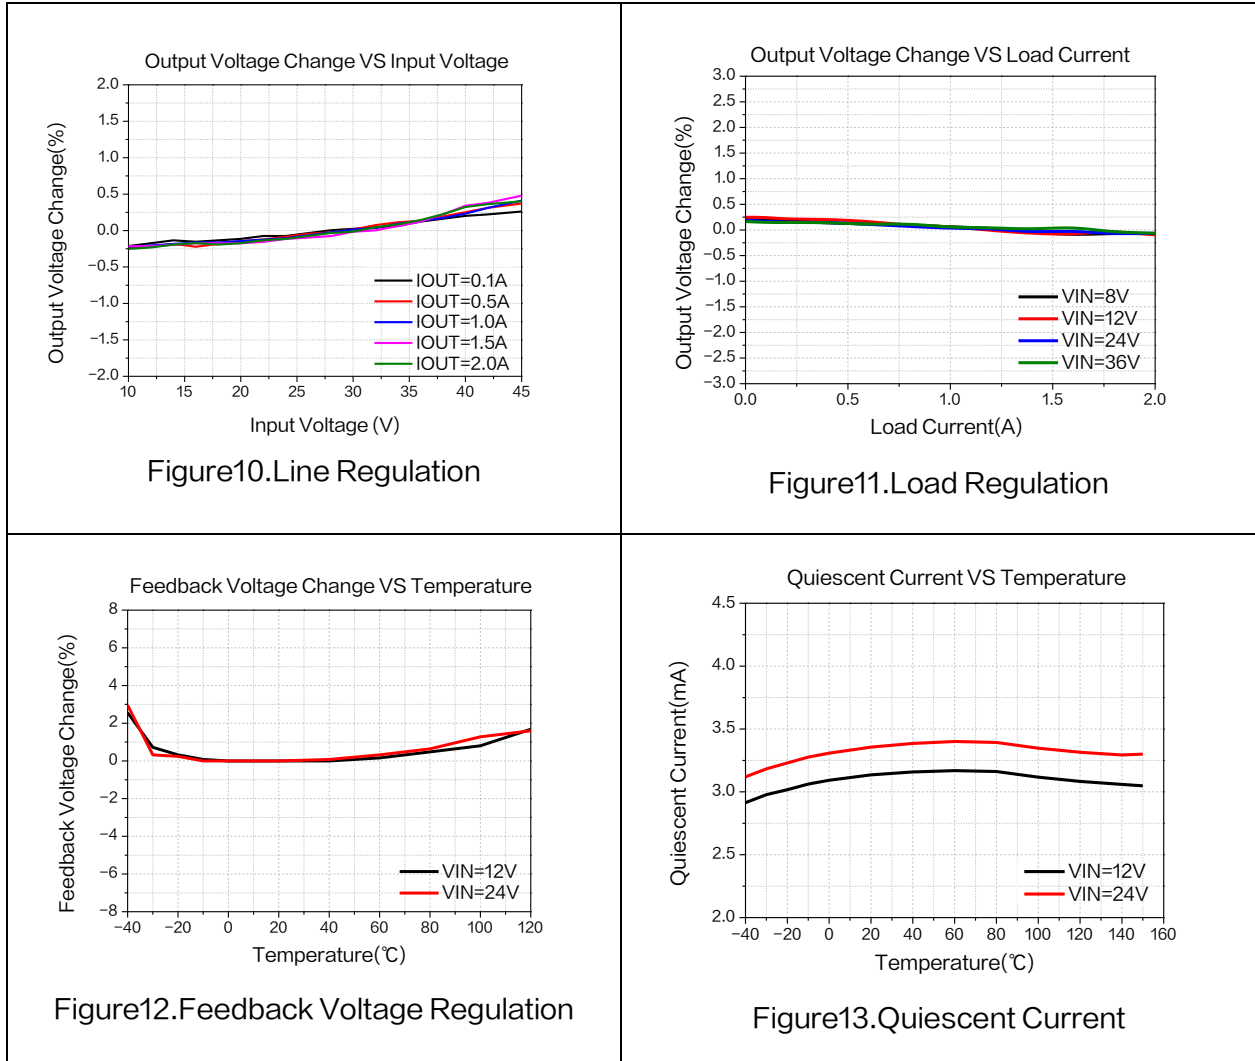 Output Voltage Change VS Input Voltage
Output Voltage Change(%)
2.0
1.5
1.0
0.5
0.0
−0.5
−1.0
−1.5
−2.0
IOUT=0.1A
IOUT=0.5A
IOUT=1.0A
IOUT=1.5A
IOUT=2.0A
10 15 20 25 30 35 40 45
Input Voltage (V)
Figure10.Line Regulation
Output Voltage Change VS Load Current
Output Voltage Change(%)
3.0
2.5
2.0
1.5
1.0
0.5
0.0
−0.5
−1.0
−1.5
−2.0
−2.5
−3.0
VIN=8V
VIN=12V
VIN=24V
VIN=36V
0.0 0.5 1.0 1.5 2.0
Load Current(A)
Figure11.Load Regulation
Feedback Voltage Change VS Temperature
Feedback Voltage Change(%)
8
6
4
2
0
−2
−4
−6
−8
VIN=12V
VIN=24V
−40 −20 0 20 40 60 80 100 120
Temperature(℃)
Figure12.Feedback Voltage Regulation
Quiescent Current VS Temperature
Quiescent Current(mA)
4.5
4.0
3.5
3.0
2.5
2.0
VIN=12V
VIN=24V
−40 −20 0 20 40 60 80 100 120 140 160
Temperature(℃)
Figure13.Quiescent Current